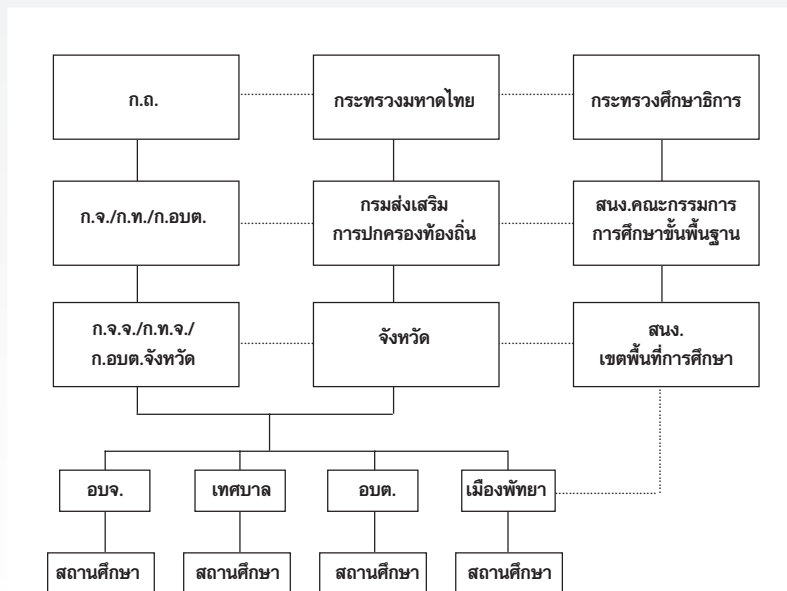 ก.ถ.
กระทรวงมหาดไทย
กระทรวงศึกษาธิการ
ก.จ./ก.ท./ก.อบต.
กรมส่งเสริม
การปกครองท้องถิ่น
สนง.คณะกรรมการ
การศึกษาขั้นพื้นฐาน
ก.จ.จ./ก.ท.จ./
ก.อบต.จังหวัด
จังหวัด
สนง.
เขตพื้นที่การศึกษา
อบจ.
เทศบาล
อบต.
เมืองพัทยา
สถานศึกษา
สถานศึกษา
สถานศึกษา
สถานศึกษา